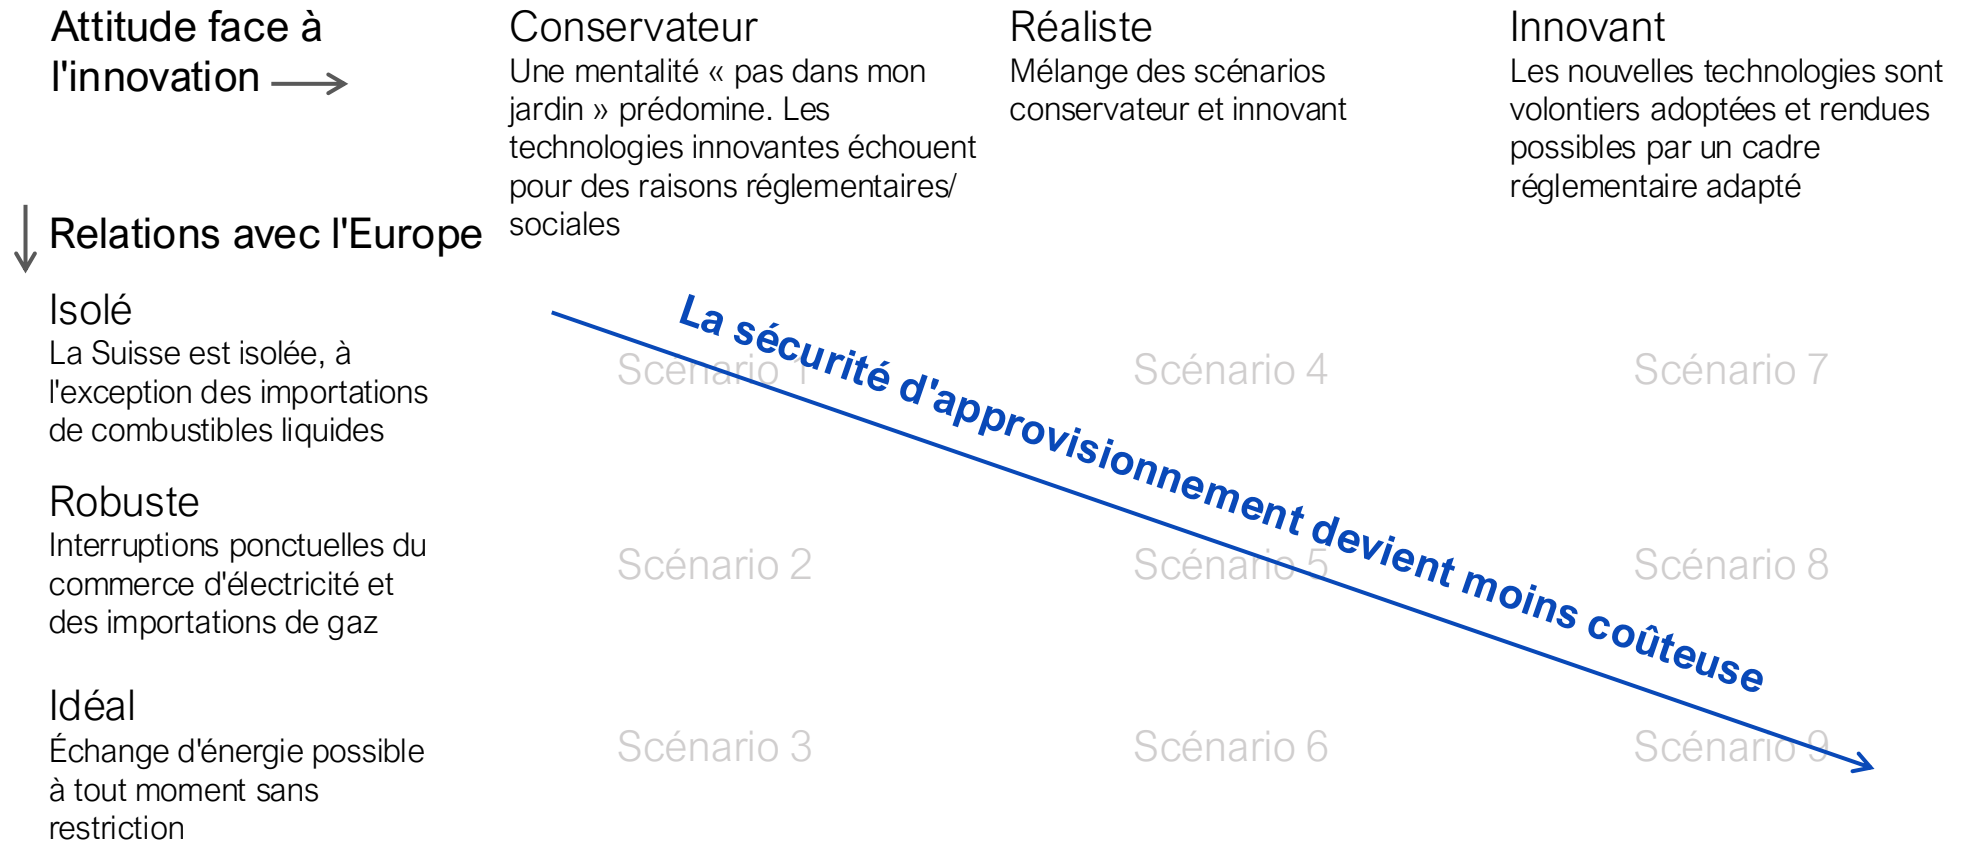 Attitude face à
l'innovation
Conservateur
Une mentalité « pas dans mon
jardin » prédomine. Les
technologies innovantes échouent
pour des raisons réglementaires/
sociales
Réaliste
Mélange des scénarios
conservateur et innovant
Innovant
Les nouvelles technologies sont
volontiers adoptées et rendues
possibles par un cadre
réglementaire adapté
Relations avec l'Europe
Isolé
La Suisse est isolée, à
l'exception des importations
de combustibles liquides
Scénario 1
Scénario 4
Scénario 7
La sécurité d'approvisionnement devient moins coûteuse
Robuste
Interruptions ponctuelles du
commerce d'électricité et
des importations de gaz
Scénario 2
Scénario 5
Scénario 8
Idéal
Échange d'énergie possible
à tout moment sans
restriction
Scénario 3
Scénario 6
Scénario 9